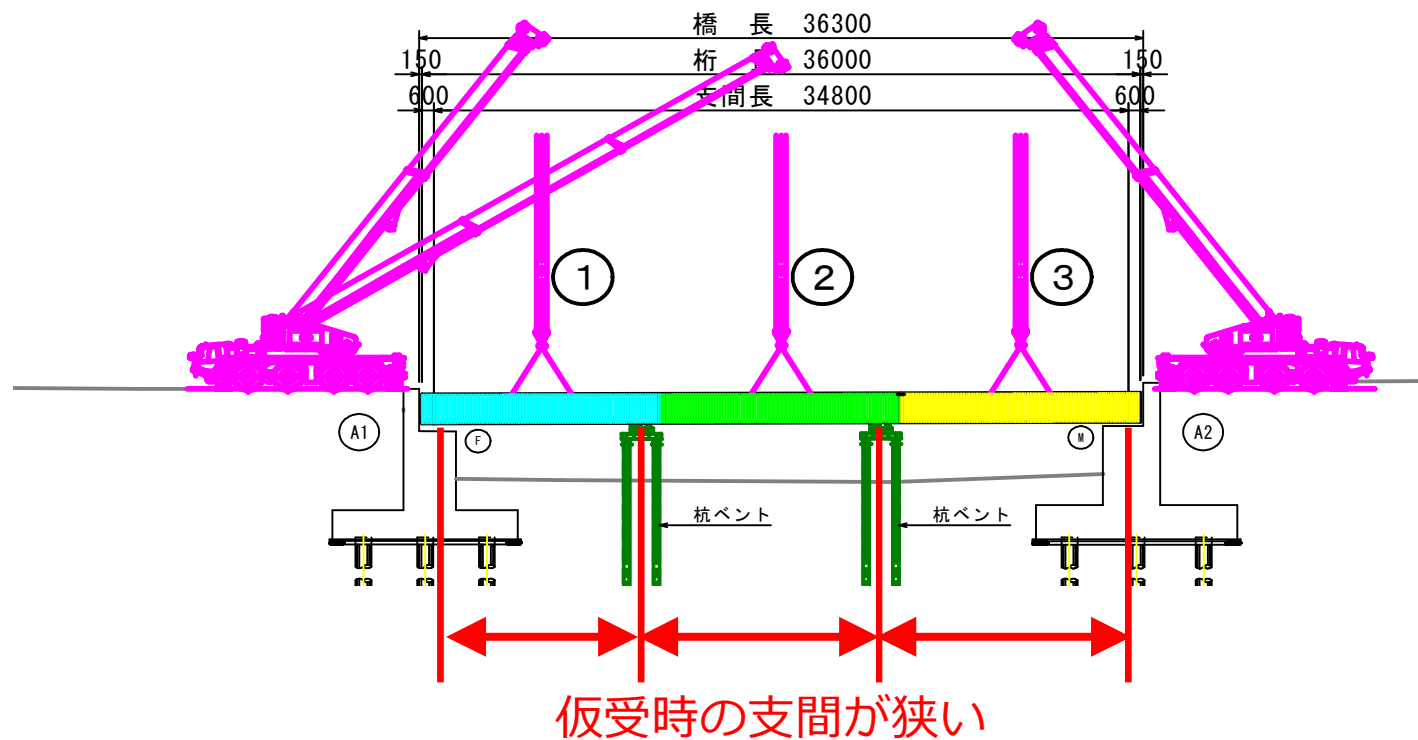 橋 長 36300
150 桁 36000 150
600 支間長 34800 600
① ② ③
A1 F M A2
杭ベント 杭ベント
仮受時の支間が狭い